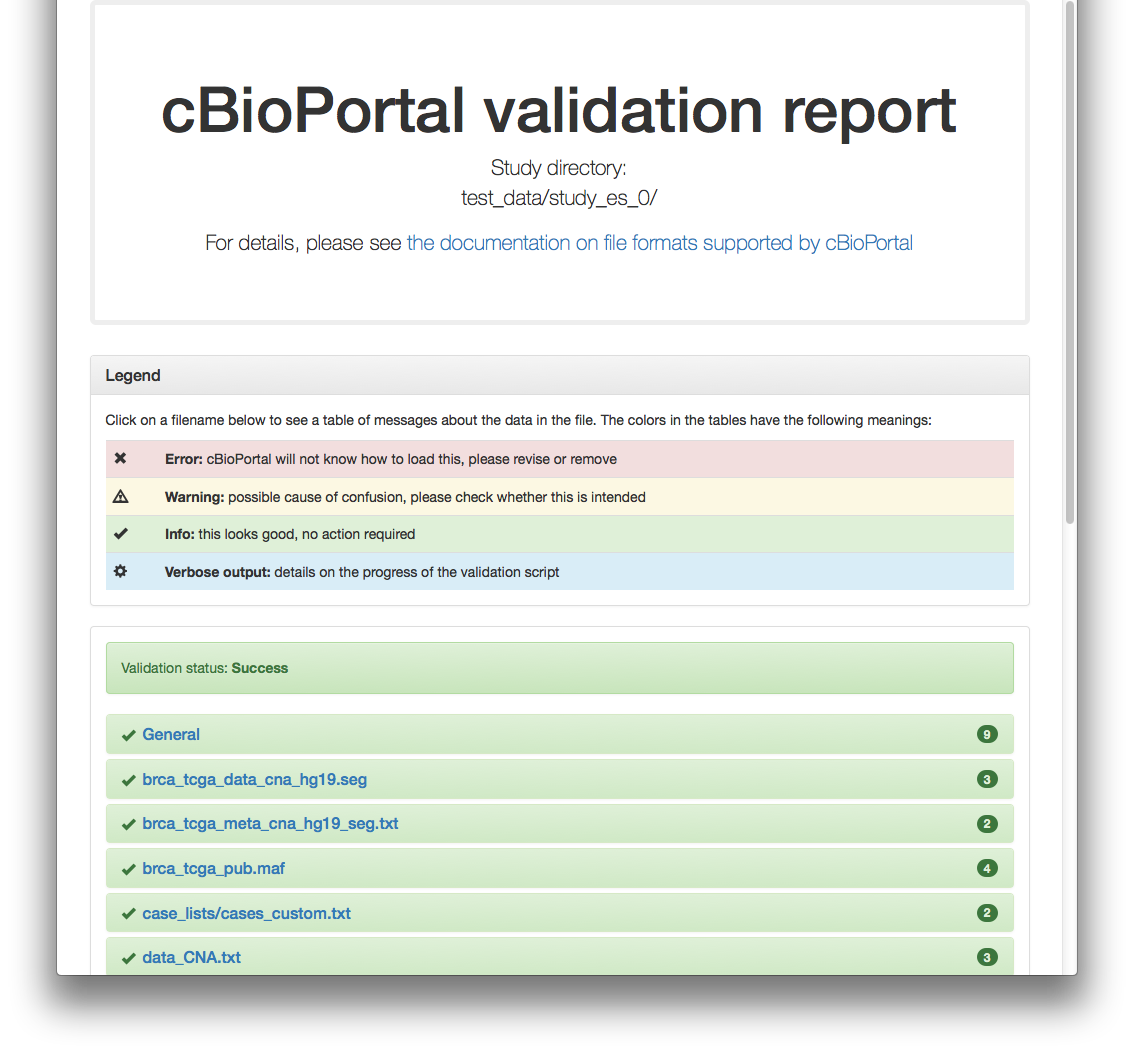 cBioPortal validation report
Study directory:
test_data/study_es_0/
For details, please see the documentation on file formats supported by cBioPortal
Legend
Click on a filename below to see a table of messages about the data in the file. The colors in the tables have the following meanings:
Error: cBioPortal will not know how to load this, please revise or remove
Warning: possible cause of confusion, please check whether this is intended
Info: this looks good, no action required
Verbose output: details on the progress of the validation script
Validation status: Success
General 9
brca_tcga_data_cna_hg19.seg 3
brca_tcga_meta_cna_hg19_seg.txt 2
brca_tcga_pub.maf 4
case_lists/cases_custom.txt 2
data_CNA.txt 3